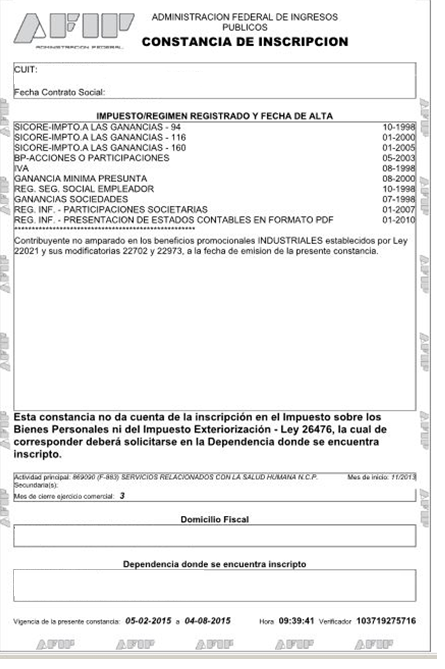 AFIP
ADMINISTRACION FEDERAL
ADMINISTRACION FEDERAL DE INGRESOS
PUBLICOS
CONSTANCIA DE INSCRIPCION
CUIT:
Fecha Contrato Social:
IMPUESTO/REGIMEN REGISTRADO Y FECHA DE ALTA
SICORE-IMPTO.A LAS GANANCIAS - 94 10-1998
SICORE-IMPTO.A LAS GANANCIAS - 116 01-2000
SICORE-IMPTO.A LAS GANANCIAS - 160 01-2005
BP-ACCIONES O PARTICIPACIONES 05-2003
IVA 08-1998
GANANCIA MINIMA PRESUNTA 08-2000
REG. SEG. SOCIAL EMPLEADOR 10-1998
GANANCIAS SOCIEDADES 07-1998
REG. INF. - PARTICIPACIONES SOCIETARIAS 01-2007
REG. INF. - PRESENTACION DE ESTADOS CONTABLES EN FORMATO PDF 01-2010
Contribuyente no amparado en los beneficios promocionales INDUSTRIALES establecidos por Ley
22021 y sus modificatorias 22702 y 22973, a la fecha de emision de la presente constancia.
Esta constancia no da cuenta de la inscripción en el Impuesto sobre los
Bienes Personales ni del Impuesto Exteriorización - Ley 26476, la cual de
corresponder deberá solicitarse en la Dependencia donde se encuentra
inscripto.
Actividad principal: 869090 (F-883) SERVICIOS RELACIONADOS CON LA SALUD HUMANA N.C.P. Mes de inicio: 11/2013
Secundaria(s):
Mes de cierre ejercicio comercial: 3
Domicilio Fiscal
Dependencia donde se encuentra inscripto
Vigencia de la presente constancia: 05-02-2015 a 04-08-2015 Hora 09:39:41 Verificador 103719275716
AFIP AFIP AFIP AFIP AFIP